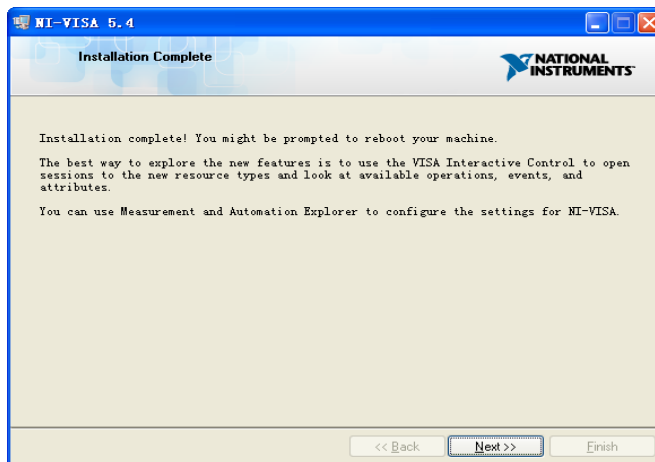 NI-VISA 5.4
Installation Complete
NATIONAL
INSTRUMENTS™
Installation complete! You might be prompted to reboot your machine.
The best way to explore the new features is to use the VISA Interactive Control to open
sessions to the new resource types and look at available operations, events, and
attributes.
You can use Measurement and Automation Explorer to configure the settings for NI-VISA.
<< Back
Next >>
Finish